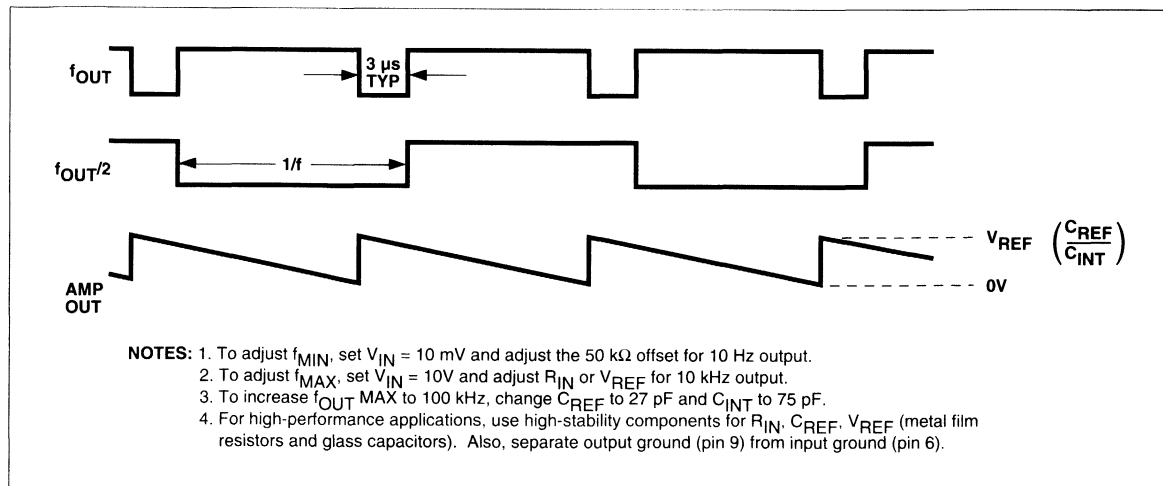 fOUT
3 µs
TYP
fOUT/2
1/f
VREF (CREF/CINT)
AMP
OUT
0V
NOTES: 1. To adjust fMIN, set VIN = 10 mV and adjust the 50 kΩ offset for 10 Hz output.
2. To adjust fMAX, set VIN = 10V and adjust RIN or VREF for 10 kHz output.
3. To increase fOUT MAX to 100 kHz, change CREF to 27 pF and CINT to 75 pF.
4. For high-performance applications, use high-stability components for RIN, CREF, VREF (metal film
resistors and glass capacitors). Also, separate output ground (pin 9) from input ground (pin 6).